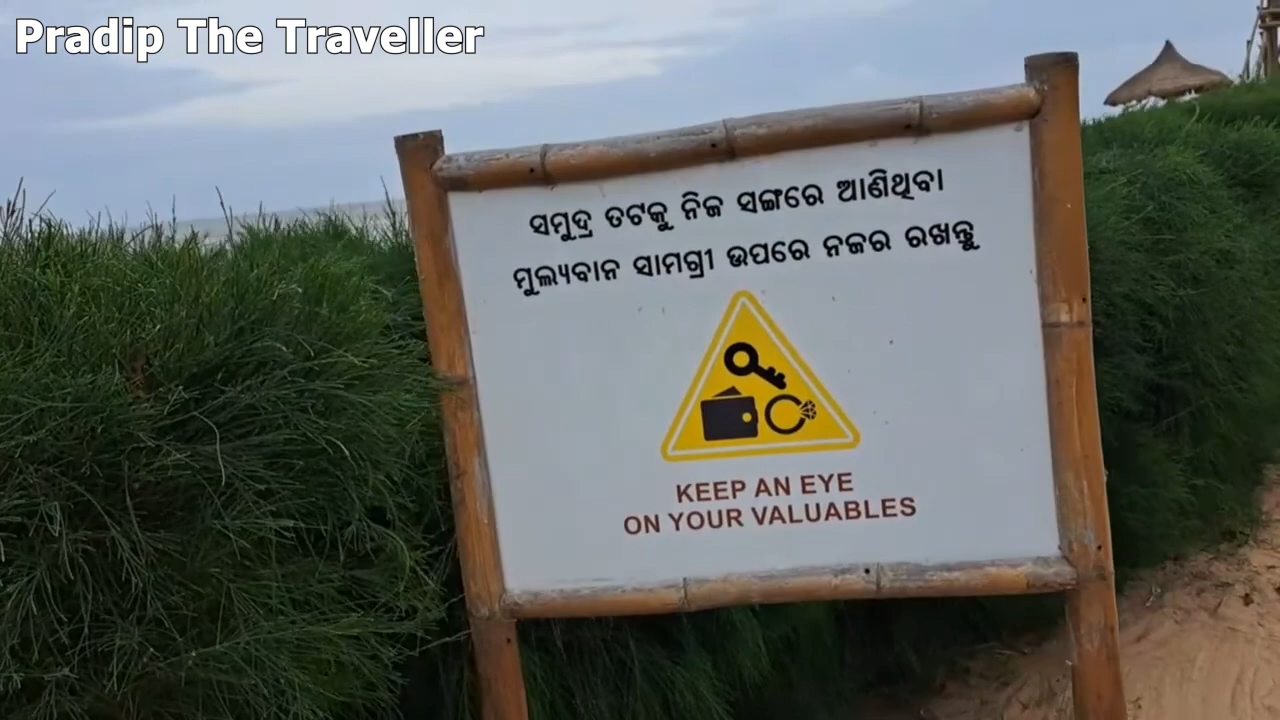 Pradip The Traveller
ସମୁଦ୍ର ତଟକୁ ନିଜ ସଙ୍ଗରେ ଆଣିଥିବା
ମୁଲ୍ୟବାନ ସାମଗ୍ରୀ ଉପରେ ନଜର ରଖନ୍ତୁ
KEEP AN EYE
ON YOUR VALUABLES